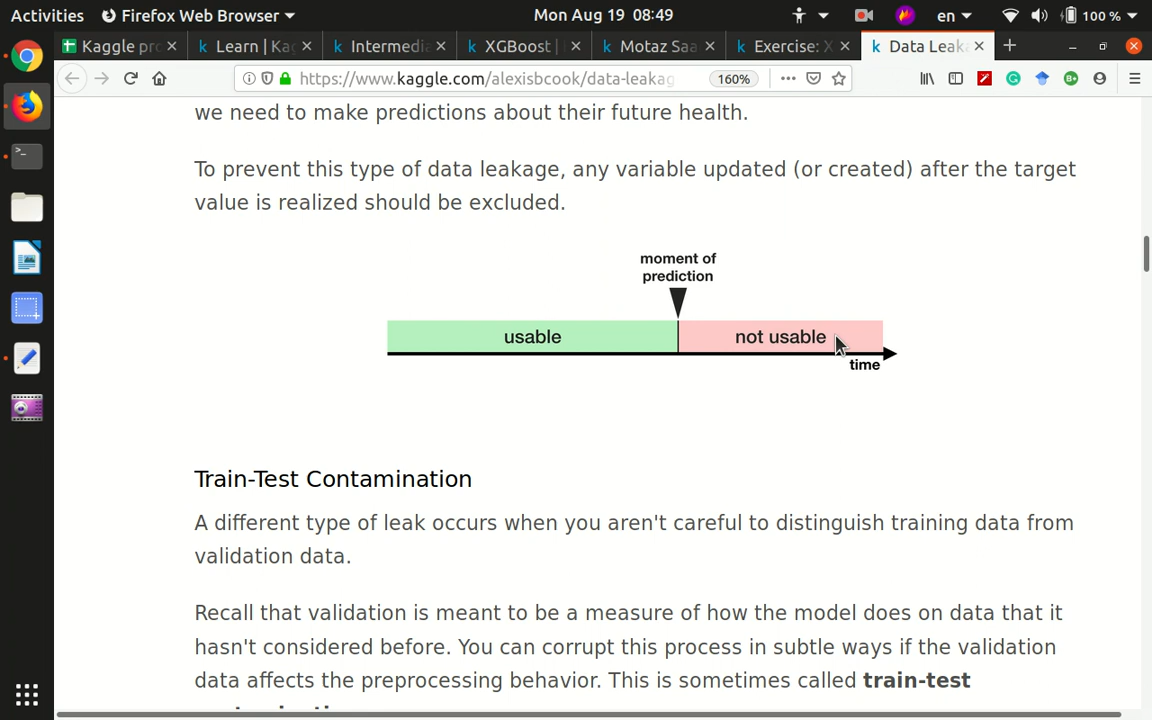 Activities Firefox Web Browser Mon Aug 19 08:49 en 100 %
Kaggle pr Learn | Ka Intermedi XGBoost | Motaz Saa Exercise: X Data Leak
https://www.kaggle.com/alexisbcook/data-leakag 160%
we need to make predictions about their future health.
To prevent this type of data leakage, any variable updated (or created) after the target
value is realized should be excluded.
moment of
prediction
usable not usable
time
Train-Test Contamination
A different type of leak occurs when you aren't careful to distinguish training data from
validation data.
Recall that validation is meant to be a measure of how the model does on data that it
hasn't considered before. You can corrupt this process in subtle ways if the validation
data affects the preprocessing behavior. This is sometimes called train-test